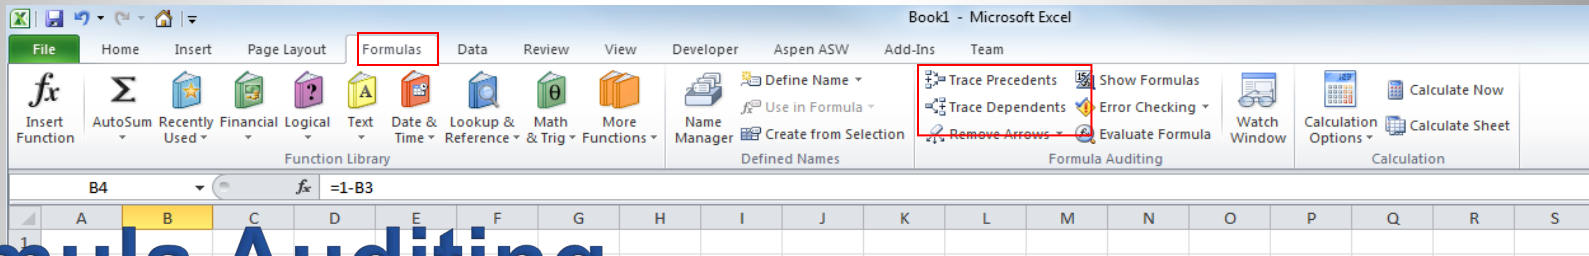 Book1 - Microsoft Excel
File Home Insert Page Layout Formulas Data Review View Developer Aspen ASW Add-Ins Team
fx Insert Function
Σ AutoSum
Recently Used
Financial
? Logical
A Text
Date & Time
Lookup & Reference
θ Math & Trig
More Functions
Function Library
Name Manager
Define Name
Use in Formula
Create from Selection
Defined Names
Trace Precedents
Trace Dependents
Remove Arrows
Show Formulas
Error Checking
Evaluate Formula
Formula Auditing
Watch Window
Calculation Options
Calculate Now
Calculate Sheet
Calculation
B4 fx =1-B3
A B C D E F G H I J K L M N O P Q R S
1
Auditing